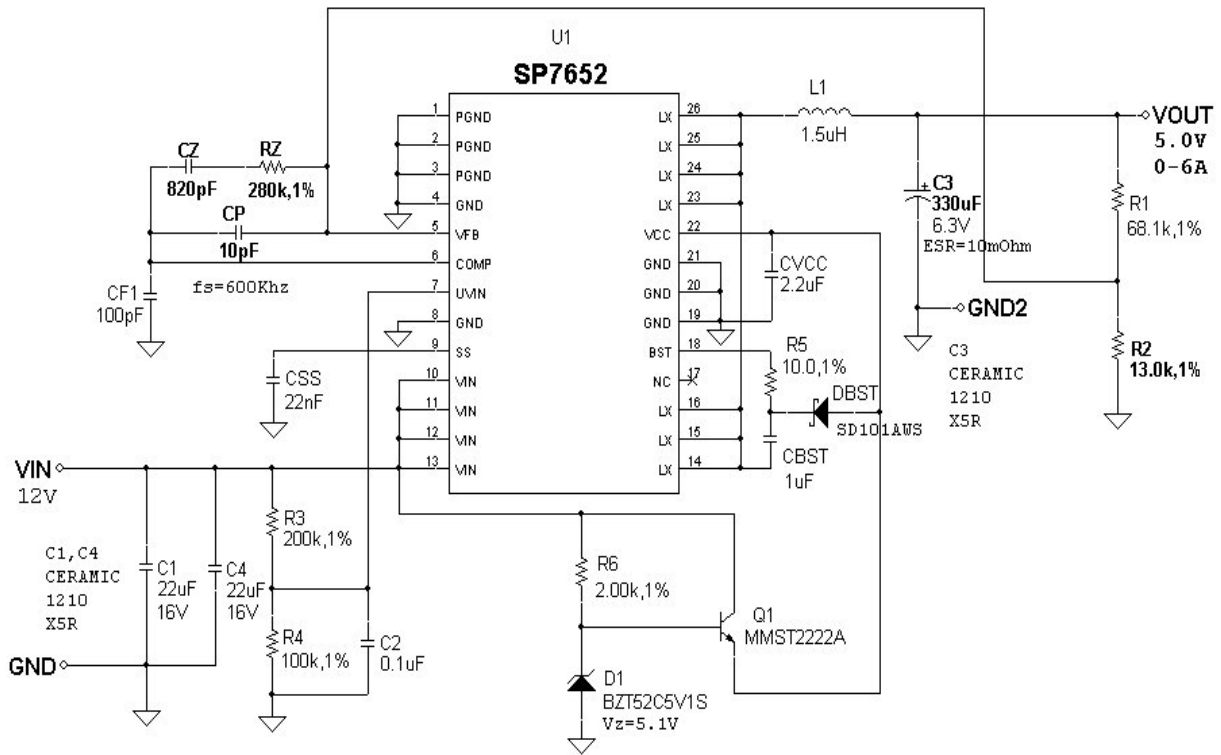 U1
SP7652
1 PGND
2 PGND
3 PGND
4 GND
5 VFB
6 COMP
7 UVIN
8 GND
9 SS
10 VIN
11 VIN
12 VIN
13 VIN
LX 26
LX 25
LX 24
LX 23
VCC 22
GND 21
GND 20
GND 19
BST 18
NC 17
LX 16
LX 15
LX 14
CZ
820pF
RZ
280k,1%
CP
10pF
CF1
100pF
fs=600Khz
CSS
22nF
L1
1.5uH
VOUT
5.0V
0-6A
C3
330uF
6.3V
ESR=10mOhm
R1
68.1k,1%
GND2
R2
13.0k,1%
C3
CERAMIC
1210
X5R
CVCC
2.2uF
R5
10.0,1%
DBST
SD101AWS
CBST
1uF
VIN
12V
C1,C4
CERAMIC
1210
X5R
GND
C1
22uF
16V
C4
22uF
16V
R3
200k,1%
R4
100k,1%
C2
0.1uF
R6
2.00k,1%
Q1
MMST2222A
D1
BZT52C5V1S
Vz=5.1V